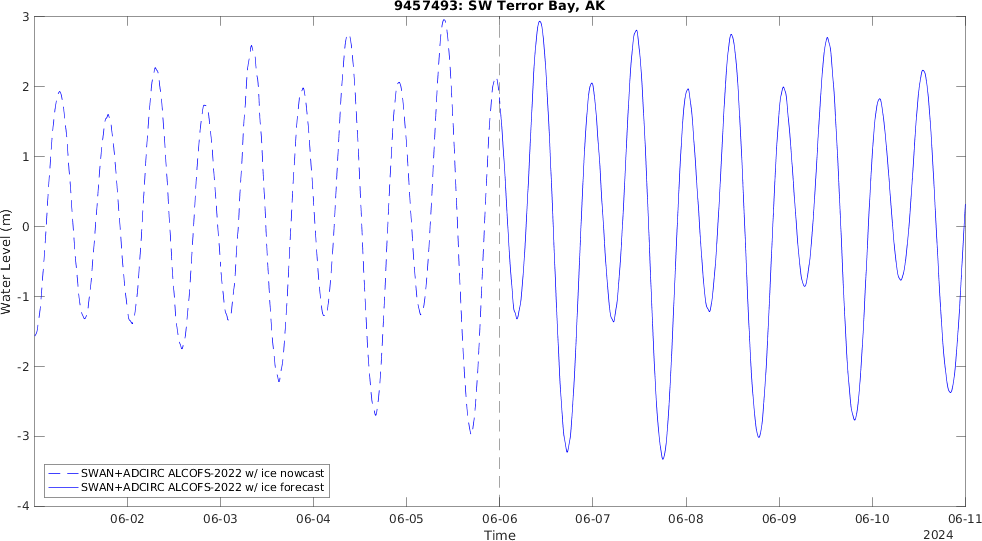 9457493: SW Terror Bay, AK
3
2
1
0
-1
-2
-3
-4
Water Level (m)
SWAN+ADCIRC ALCOFS-2022 w/ ice nowcast
SWAN+ADCIRC ALCOFS-2022 w/ ice forecast
06-02 06-03 06-04 06-05 06-06 06-07 06-08 06-09 06-10 06-11
Time
2024